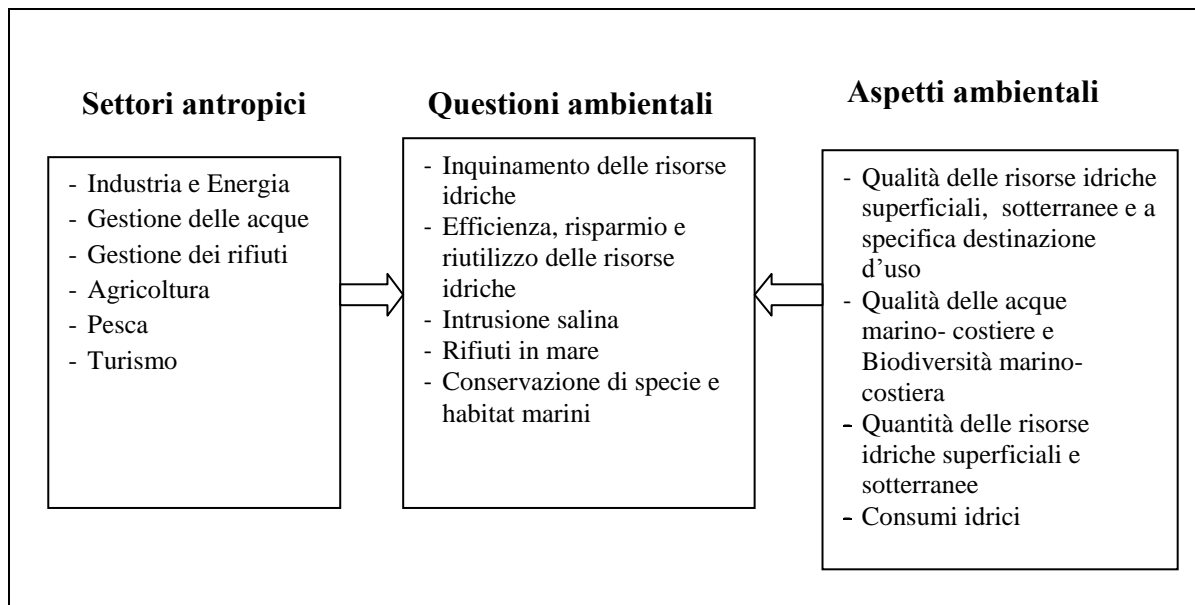 Settori antropici
- Industria e Energia
- Gestione delle acque
- Gestione dei rifiuti
- Agricoltura
- Pesca
- Turismo
Questioni ambientali
- Inquinamento delle risorse
idriche
- Efficienza, risparmio e
riutilizzo delle risorse
idriche
- Intrusione salina
- Rifiuti in mare
- Conservazione di specie e
habitat marini
Aspetti ambientali
- Qualità delle risorse idriche
superficiali, sotterranee e a
specifica destinazione
d’uso
- Qualità delle acque
marino- costiere e
Biodiversità marino-
costiera
- Quantità delle risorse
idriche superficiali e
sotterranee
- Consumi idrici